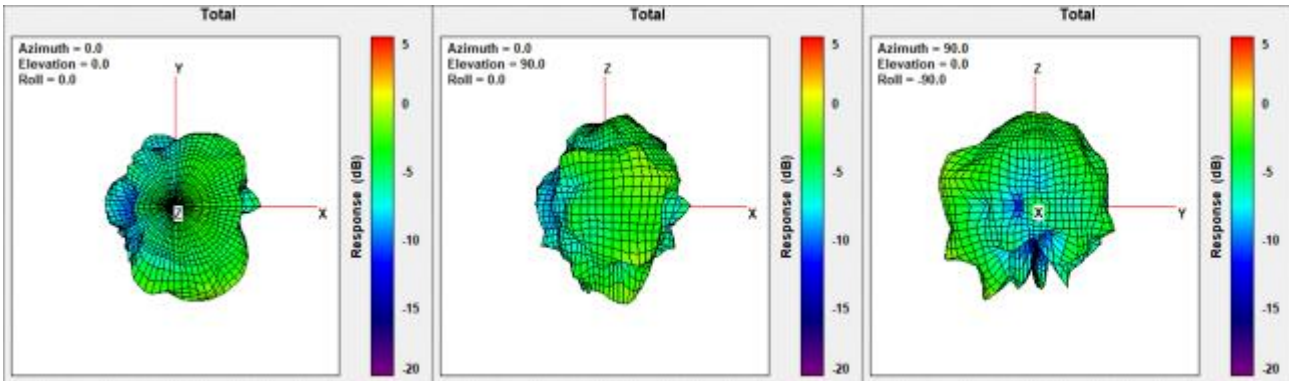 Total
Azimuth = 0.0
Elevation = 0.0
Roll = 0.0
Y
Z
X
5
0
-5
-10
-15
-20
Response (dB)
Total
Azimuth = 0.0
Elevation = 90.0
Roll = 0.0
Z
X
5
0
-5
-10
-15
-20
Response (dB)
Total
Azimuth = 90.0
Elevation = 0.0
Roll = -90.0
Z
X
Y
5
0
-5
-10
-15
-20
Response (dB)